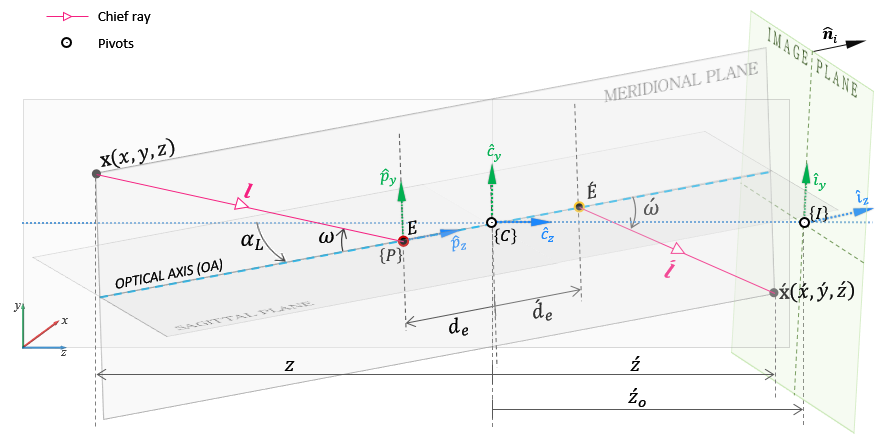 Chief ray
Pivots
n̂ᵢ
IMAGE PLANE
MERIDIONAL PLANE
x(x, y, z)
ĉ_y
É
p̂_y
î_y
l
î_z
E
ώ
{I}
α_L
ω
{C}
ĉ_z
{P}
p̂_z
OPTICAL AXIS (OA)
ĺ
x́(x́, ý, ź)
SAGITTAL PLANE
y
x
z
d_e
d́_e
z
ź
ź_o